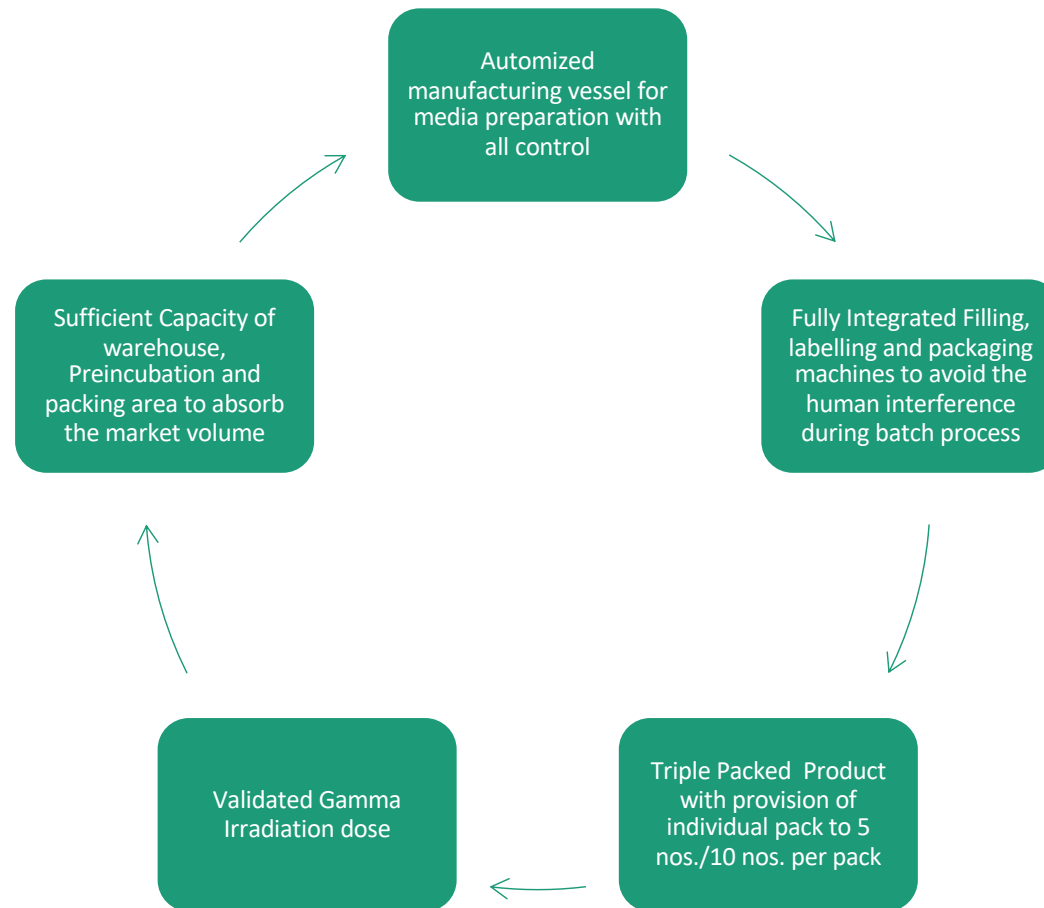 Automized
manufacturing vessel for
media preparation with
all control
Fully Integrated Filling,
labelling and packaging
machines to avoid the
human interference
during batch process
Triple Packed Product
with provision of
individual pack to 5
nos./10 nos. per pack
Validated Gamma
Irradiation dose
Sufficient Capacity of
warehouse,
Preincubation and
packing area to absorb
the market volume